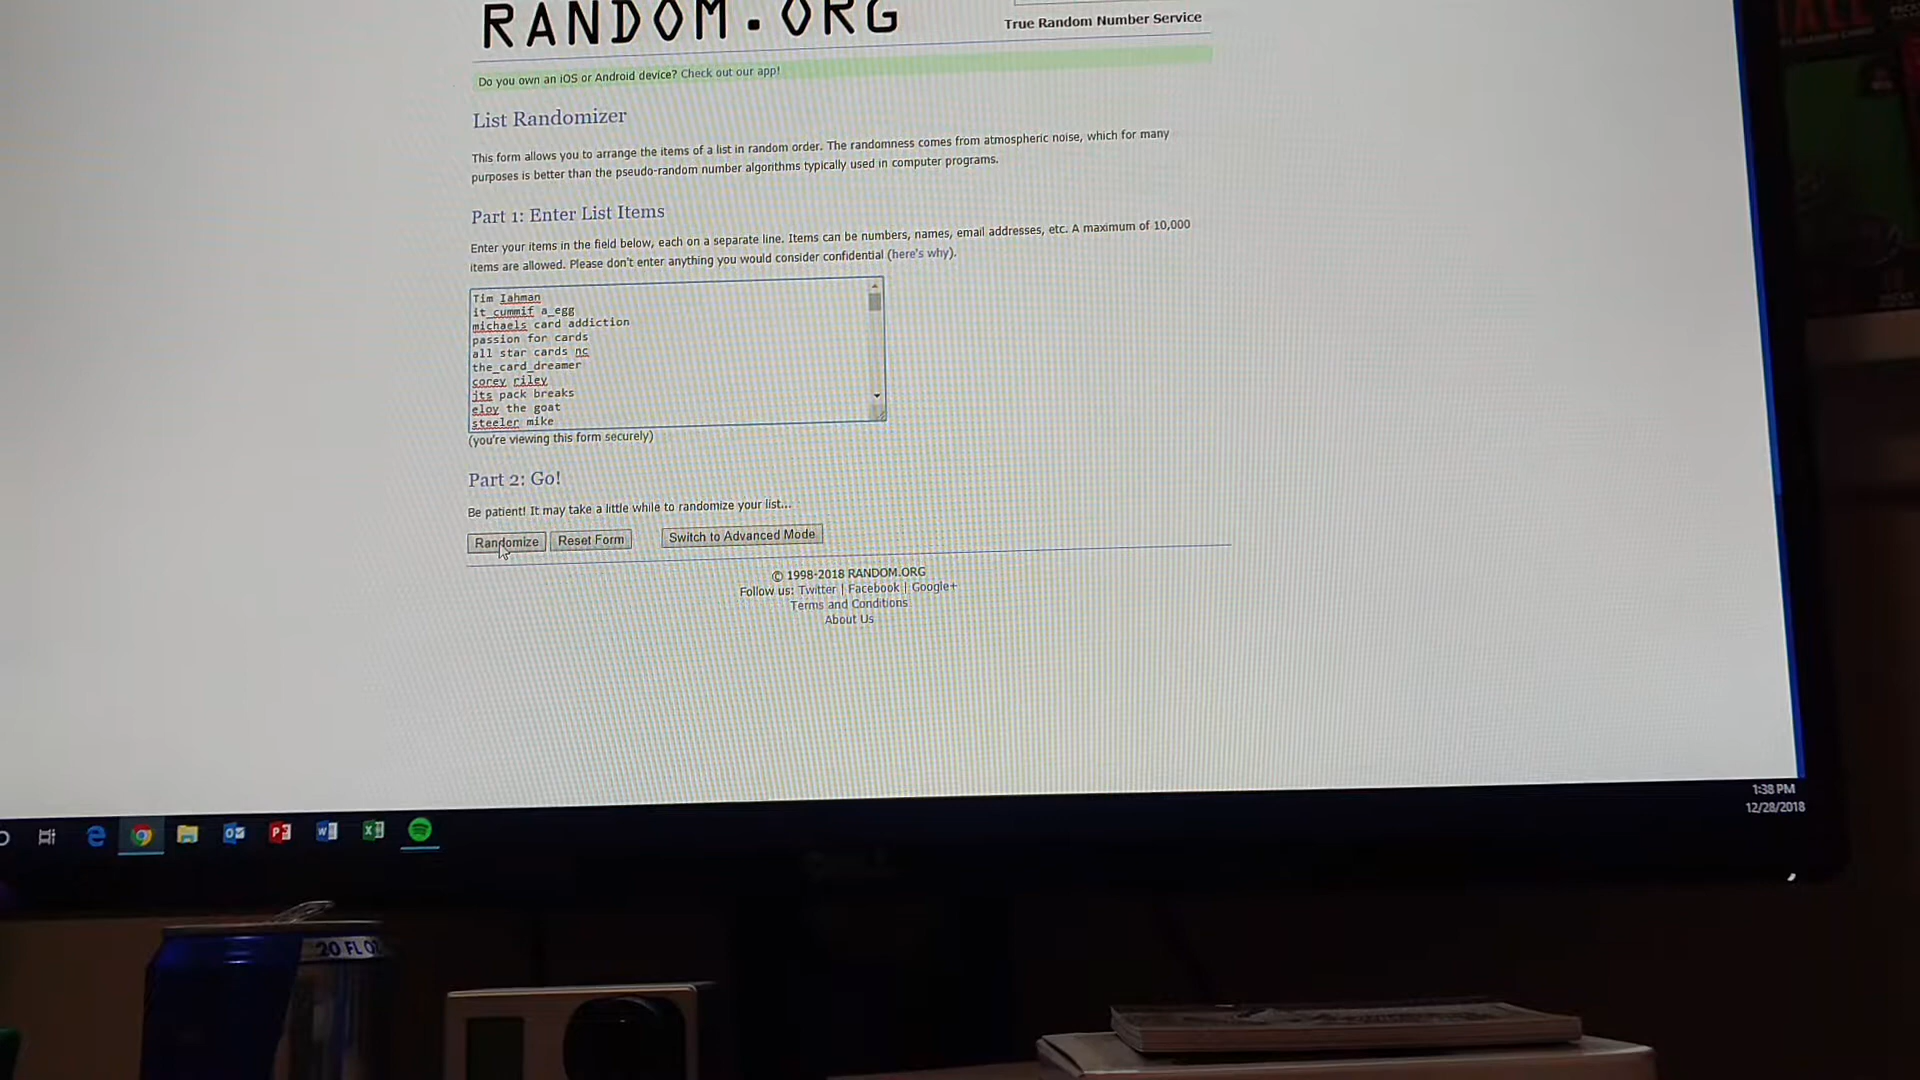 RANDOM.ORG
True Random Number Service
Do you own an iOS or Android device? Check out our app!
List Randomizer
This form allows you to arrange the items of a list in random order. The randomness comes from atmospheric noise, which for many
purposes is better than the pseudo-random number algorithms typically used in computer programs.
Part 1: Enter List Items
Enter your items in the field below, each on a separate line. Items can be numbers, names, email addresses, etc. A maximum of 10,000
items are allowed. Please don't enter anything you would consider confidential (here's why).
Tim Iahman
it_cummif a_egg
michaels card addiction
passion for cards
all star cards nc
the_card_dreamer
corey riley
jts pack breaks
eloy the goat
steeler mike
(you're viewing this form securely)
Part 2: Go!
Be patient! It may take a little while to randomize your list...
Randomize Reset Form Switch to Advanced Mode
© 1998-2018 RANDOM.ORG
Follow us: Twitter | Facebook | Google+
Terms and Conditions
About Us
1:38 PM
12/28/2018
20 FL OZ